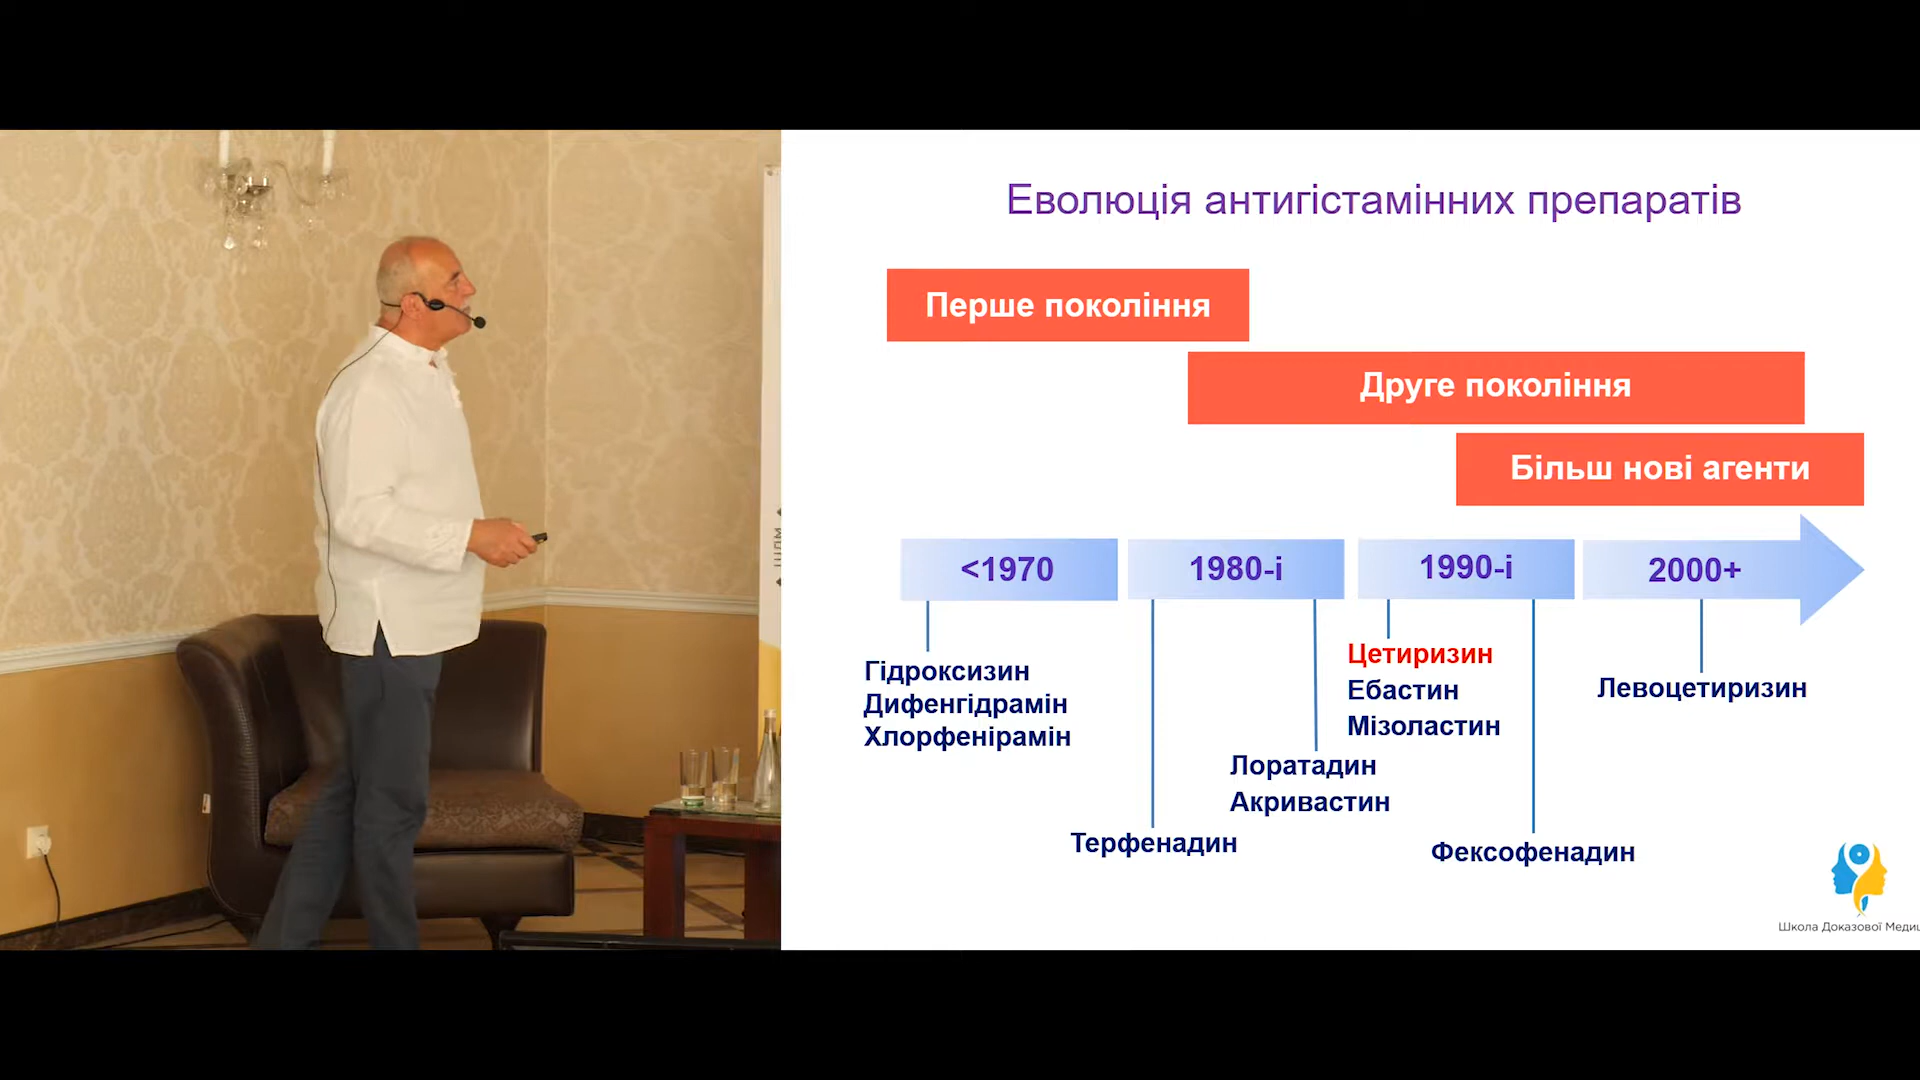 Еволюція антигістамінних препаратів
Перше покоління
Друге покоління
Більш нові агенти
<1970
1980-і
1990-і
2000+
Гідроксизин
Дифенгідрамін
Хлорфенірамін
Терфенадин
Лоратадин
Акривастин
Цетиризин
Ебастин
Мізоластин
Фексофенадин
Левоцетиризин
Школа Доказової